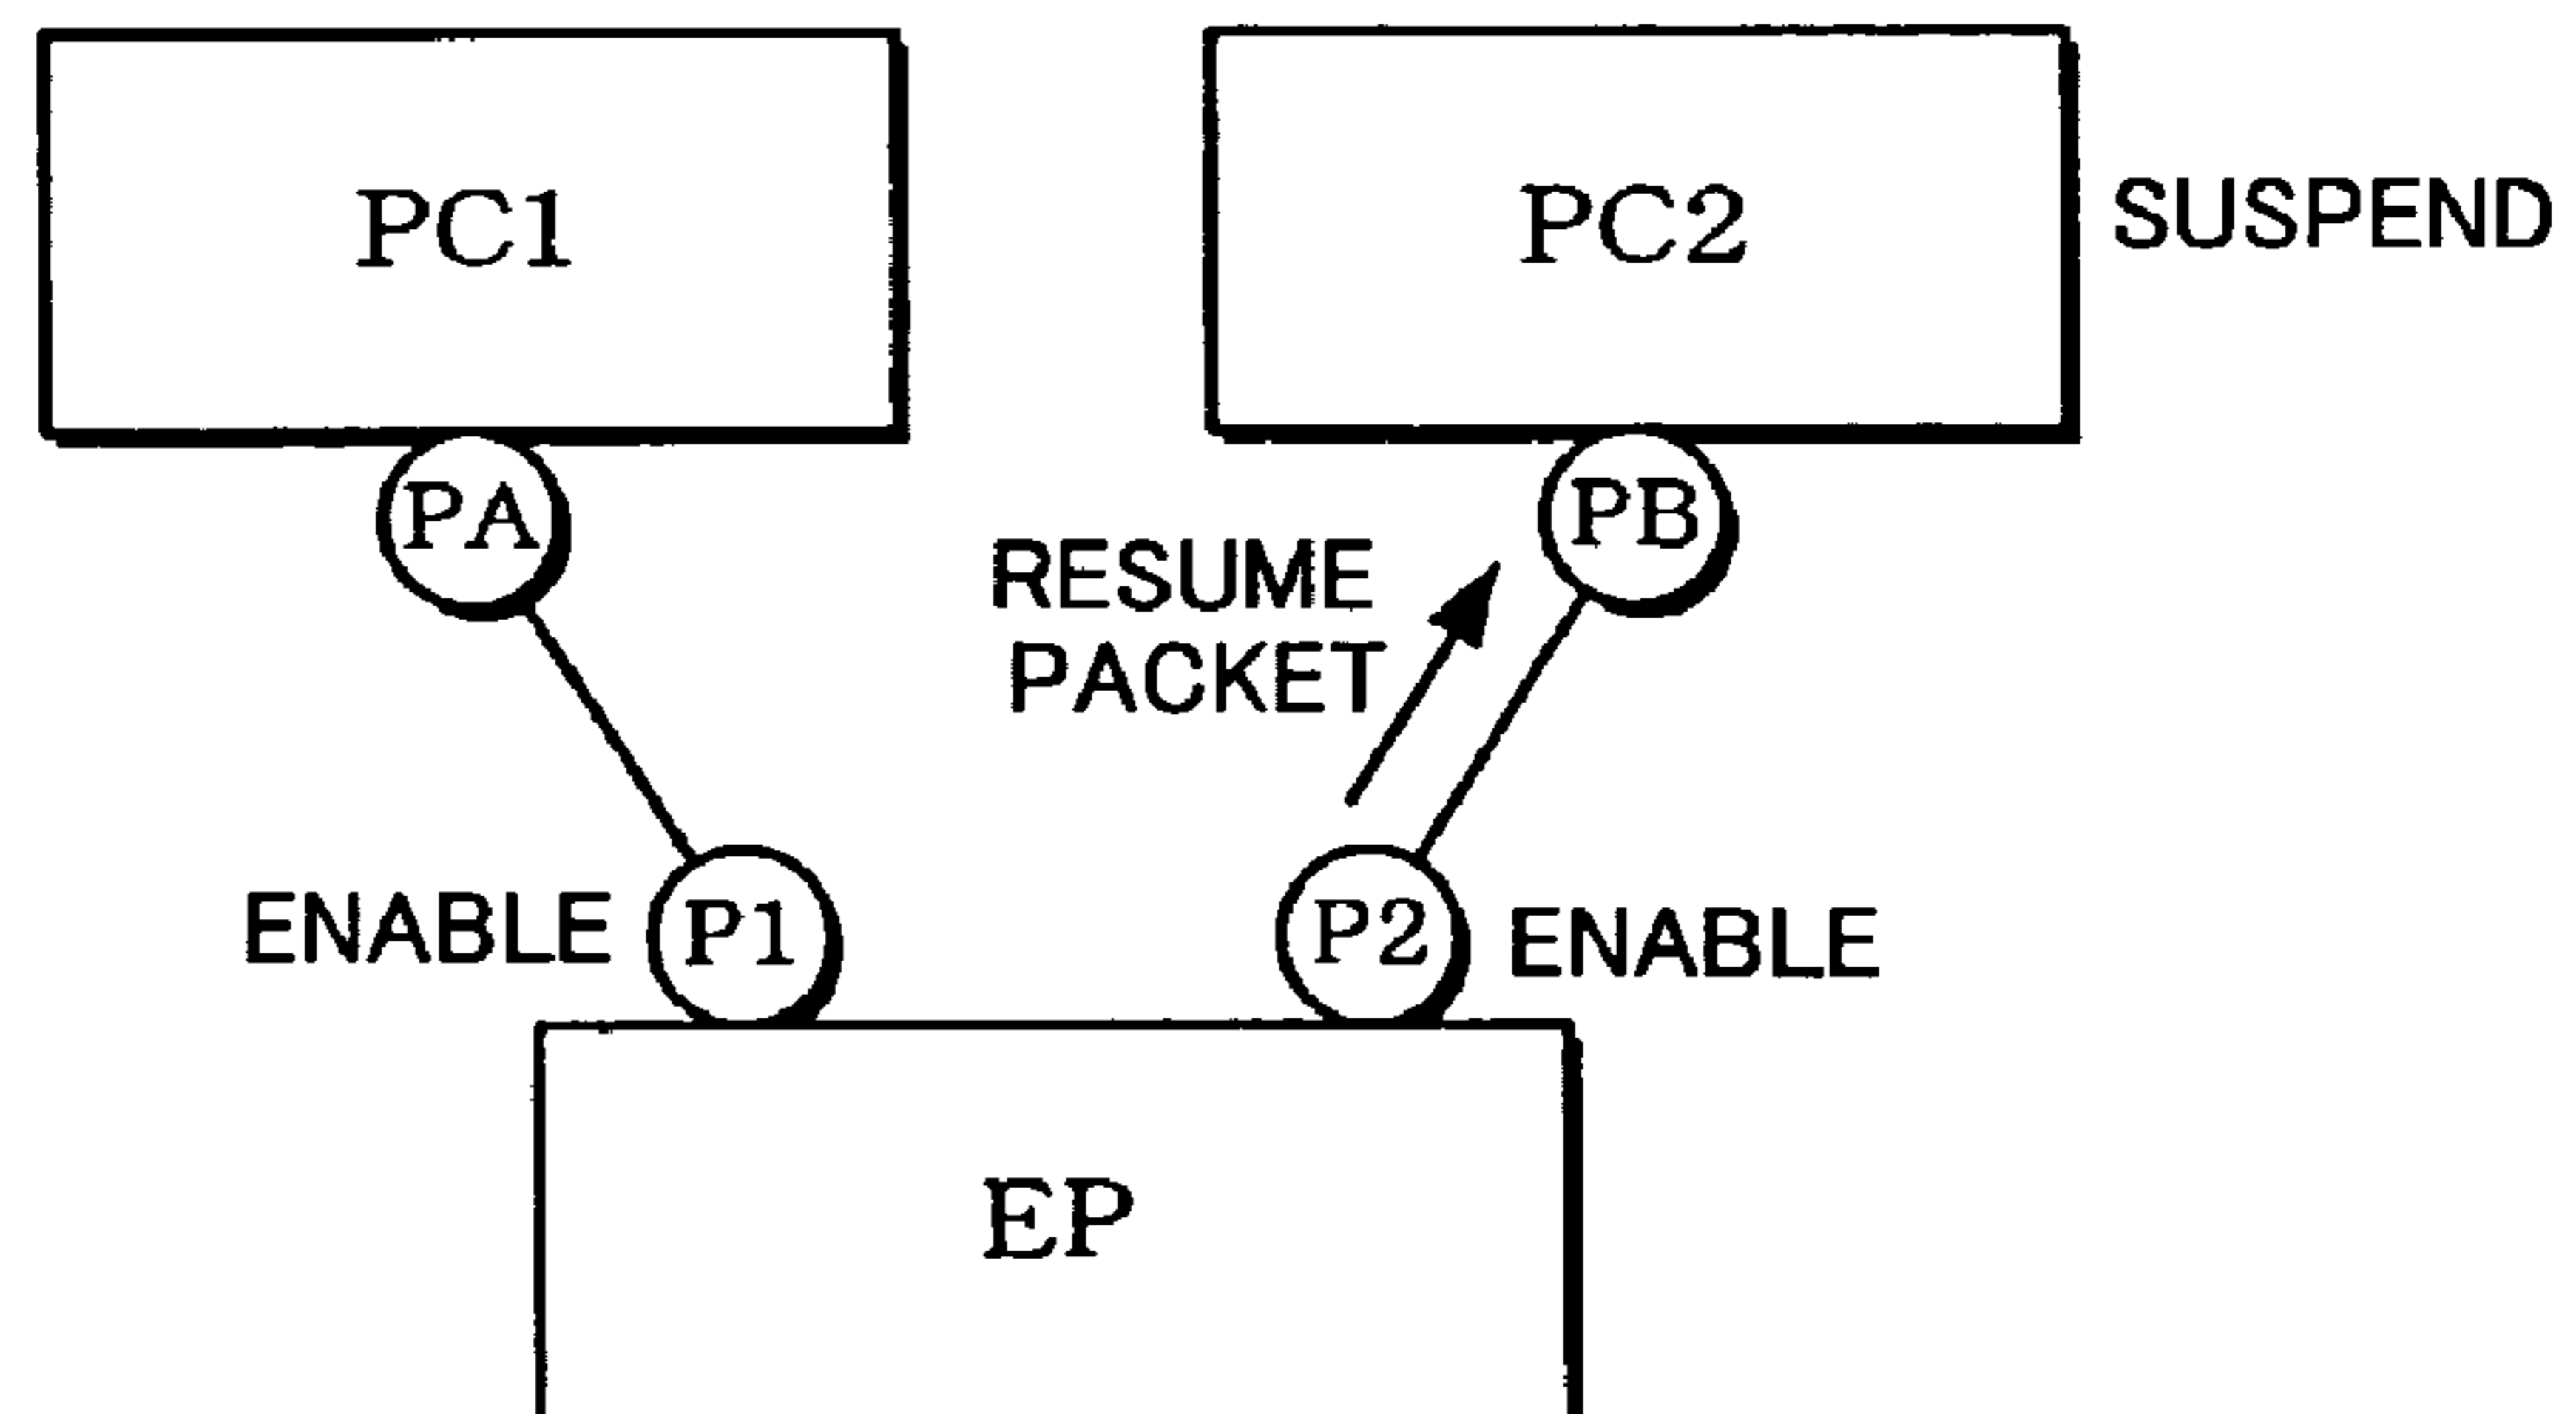 PC1
PC2
SUSPEND
PA
PB
RESUME
PACKET
ENABLE
P1
P2
ENABLE
EP